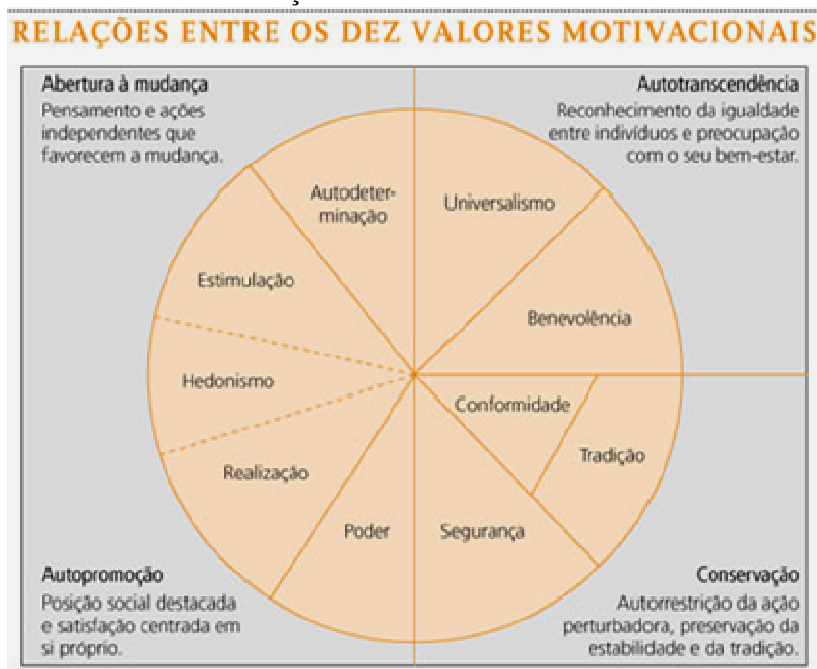 RELAÇÕES ENTRE OS DEZ VALORES MOTIVACIONAIS
Abertura à mudança
Pensamento e ações
independentes que
favorecem a mudança.
Autotranscendência
Reconhecimento da igualdade
entre indivíduos e preocupação
com o seu bem-estar.
Autodeter-
minação
Universalismo
Estimulação
Benevolência
Hedonismo
Conformidade
Tradição
Realização
Poder
Segurança
Autopromoção
Posição social destacada
e satisfação centrada em
si próprio.
Conservação
Autorrestrição da ação
perturbadora, preservação da
estabilidade e da tradição.